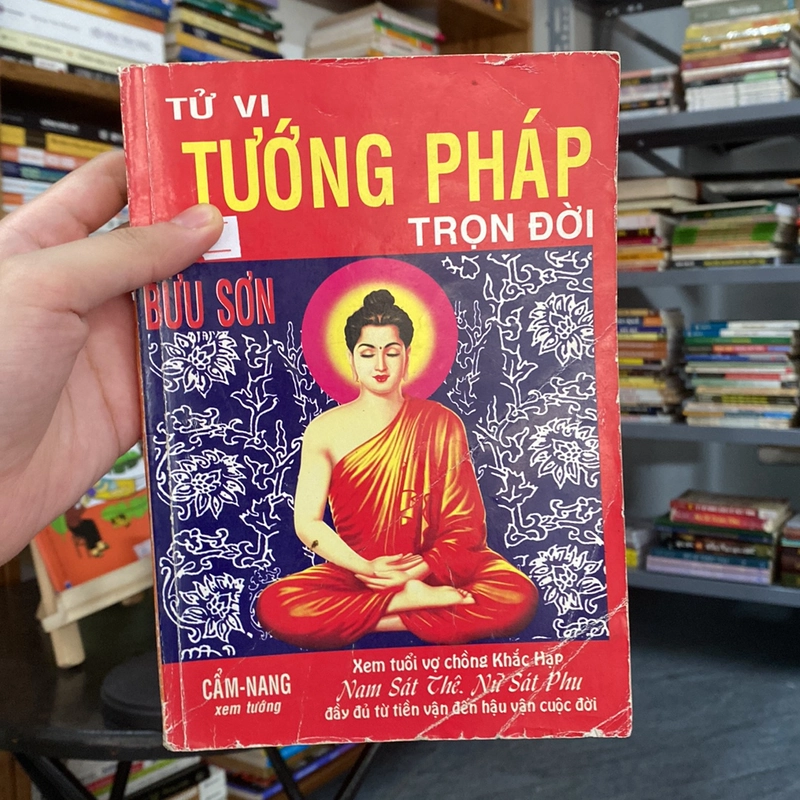 TỬ VI
TƯỚNG PHÁP
TRỌN ĐỜI
BỬU SƠN
CẨM-NANG
xem tướng
Xem tuổi vợ chồng Khắc Hạp
Nam Sát Thê. Nữ Sát Phu
đầy đủ từ tiền vận đến hậu vận cuộc đời